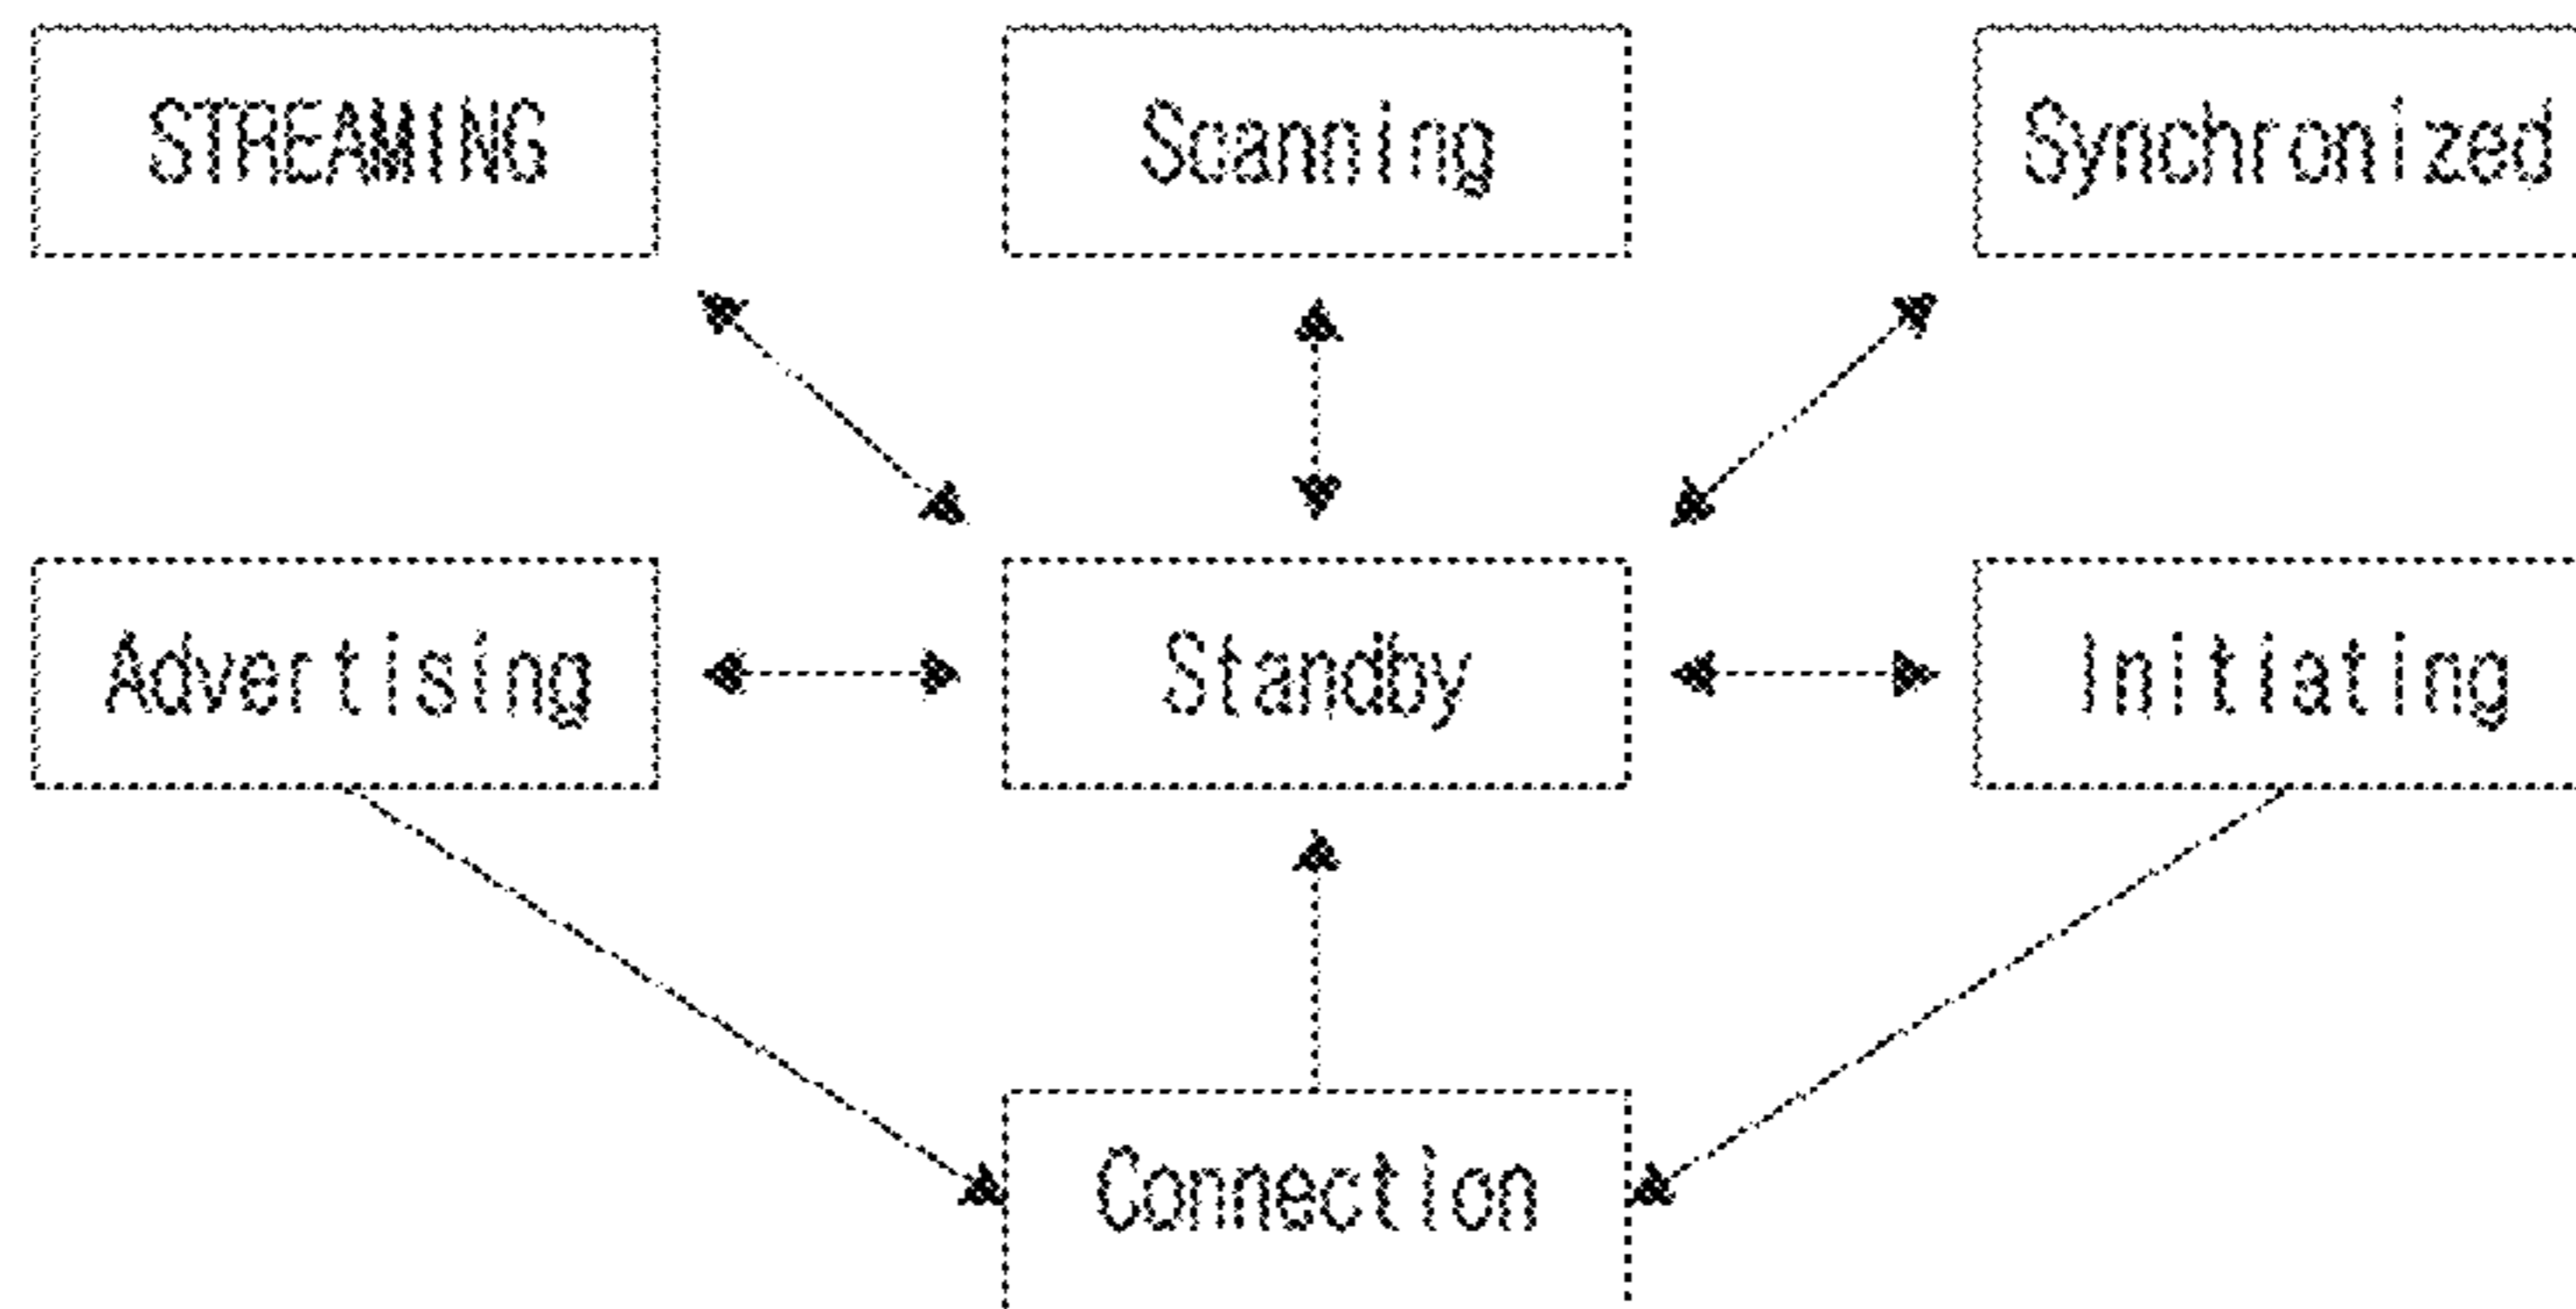 STREAMING
Scanning
Synchronized
Advertising
Standby
Initiating
Connection